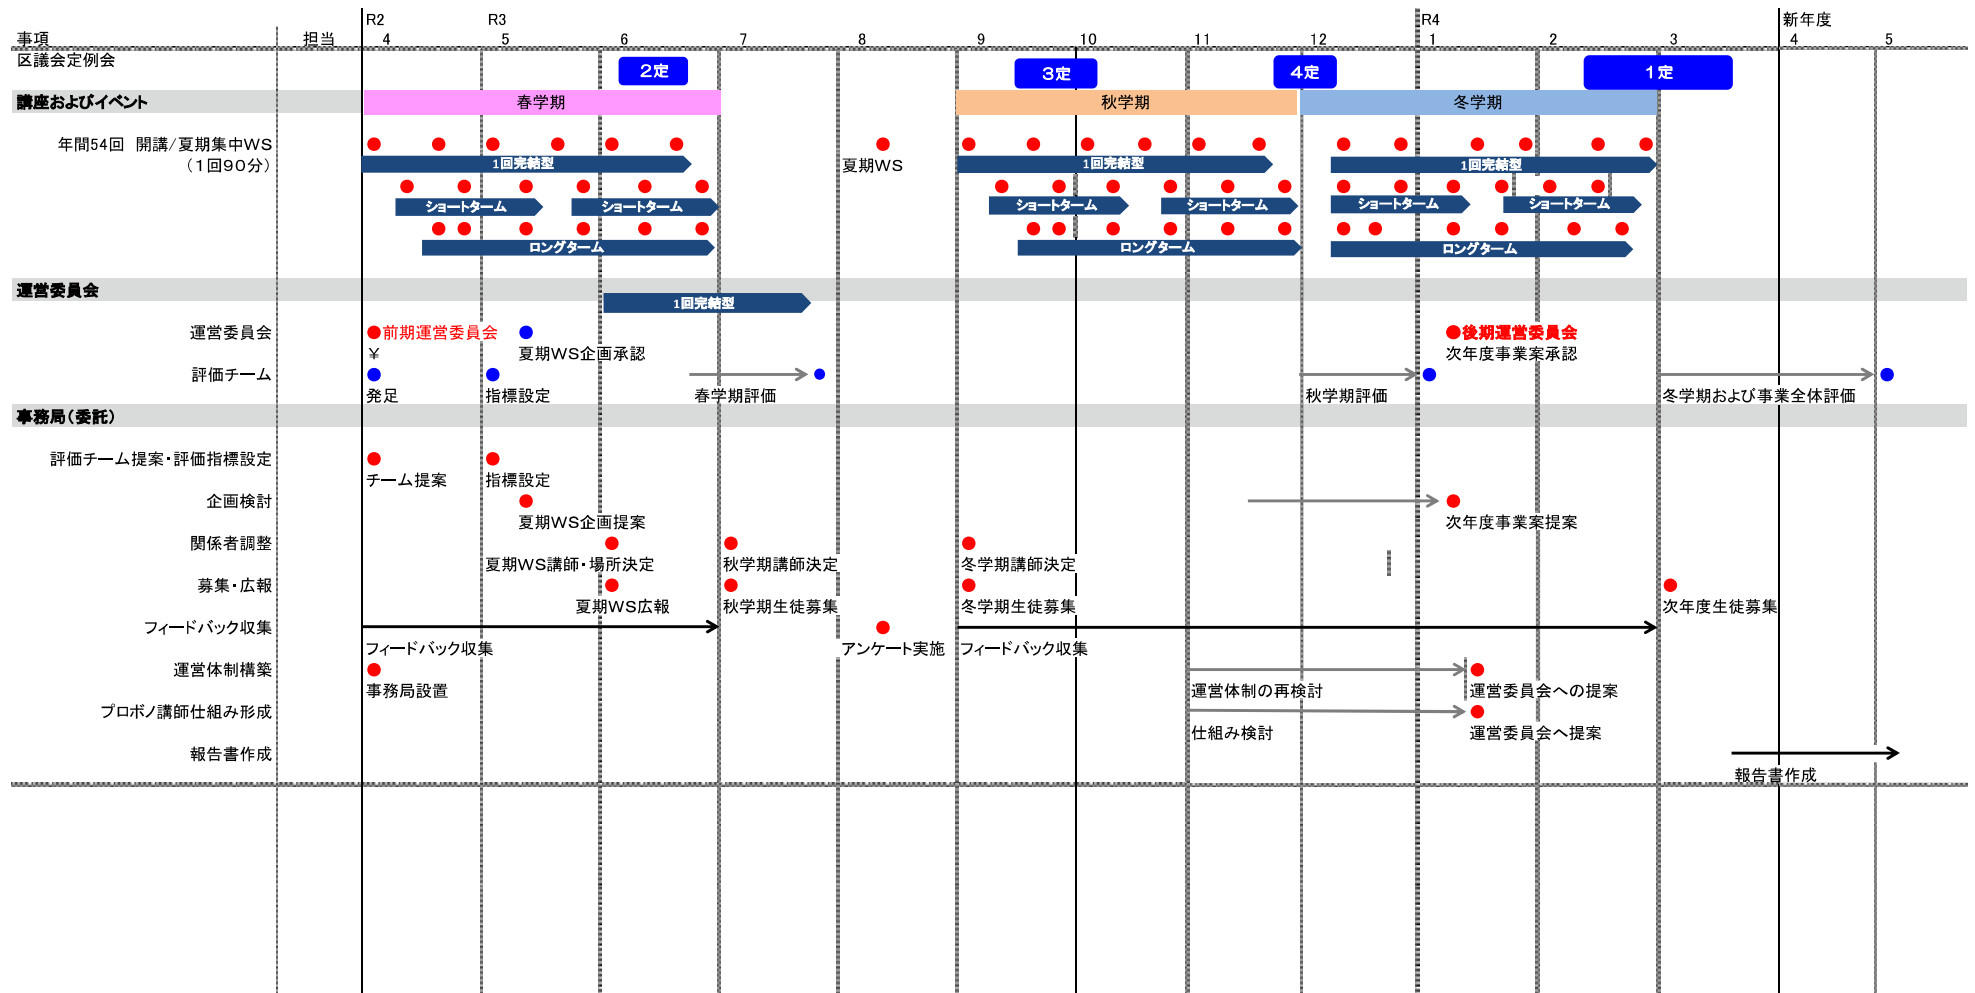 R2 R3 R4 新年度
事項 担当 4 5 6 7 8 9 10 11 12 1 2 3 4 5
区議会定例会
2定 3定 4定 1定
講座およびイベント 春学期 秋学期 冬学期
年間54回 開講/夏期集中WS
(1回90分)
1回完結型 夏期WS 1回完結型 1回完結型
ショートターム ショートターム ショートターム ショートターム ショートターム ショートターム
ロングターム ロングターム ロングターム
運営委員会
1回完結型
運営委員会 前期運営委員会 後期運営委員会
¥ 夏期WS企画承認 次年度事業案承認
評価チーム
発足 指標設定 春学期評価 秋学期評価 冬学期および事業全体評価
事務局(委託)
評価チーム提案・評価指標設定
チーム提案 指標設定
企画検討
夏期WS企画提案 次年度事業案提案
関係者調整
夏期WS講師・場所決定 秋学期講師決定 冬学期講師決定
募集・広報
夏期WS広報 秋学期生徒募集 冬学期生徒募集 次年度生徒募集
フィードバック収集
フィードバック収集 アンケート実施 フィードバック収集
運営体制構築
事務局設置 運営体制の再検討 運営委員会への提案
プロボノ講師仕組み形成
仕組み検討 運営委員会へ提案
報告書作成
報告書作成